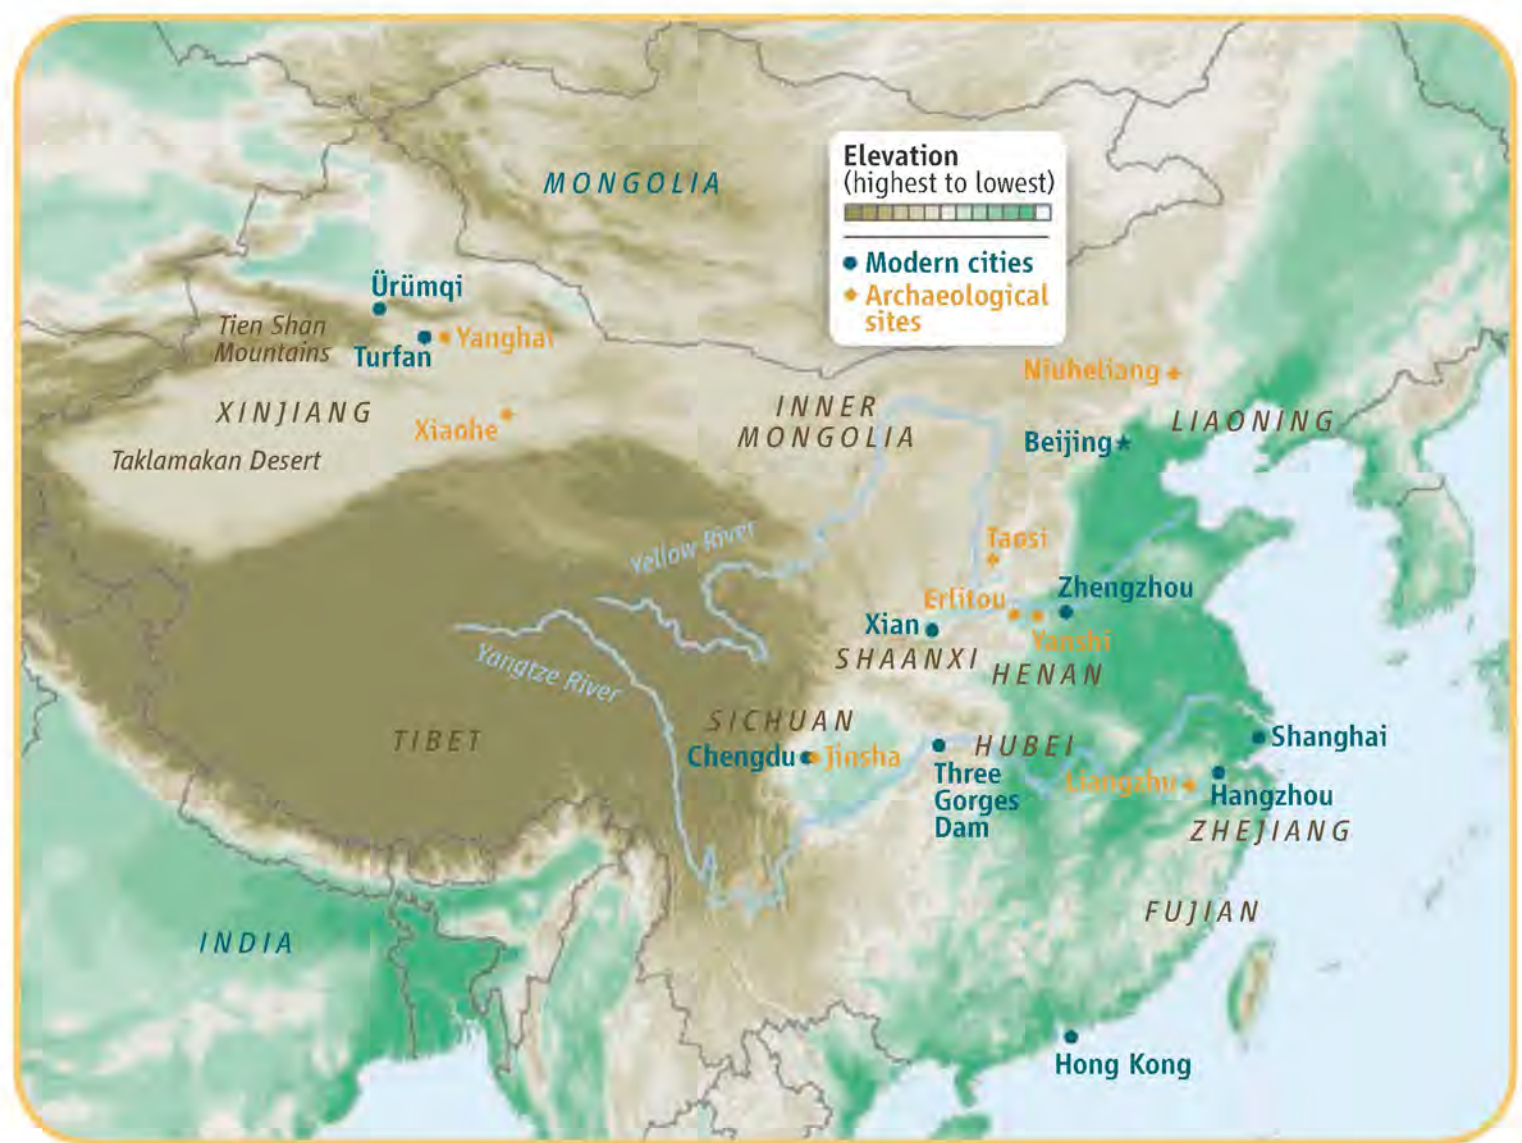 Elevation
(highest to lowest)
Modern cities
Archaeological
sites
MONGOLIA
Ürümqi
Tien Shan
Mountains
Turfan
Yanghai
XINJIANG
Xiaohe
Taklamakan Desert
INNER
MONGOLIA
Niuheliang
LIAONING
Beijing
Yellow River
Taosi
Zhengzhou
Erlitou
Xian
Yanshi
SHAANXI
HENAN
Yangtze River
TIBET
SICHUAN
Chengdu
Jinsha
HUBEI
Three
Gorges
Dam
Shanghai
Liangzhu
Hangzhou
ZHEJIANG
FUJIAN
INDIA
Hong Kong